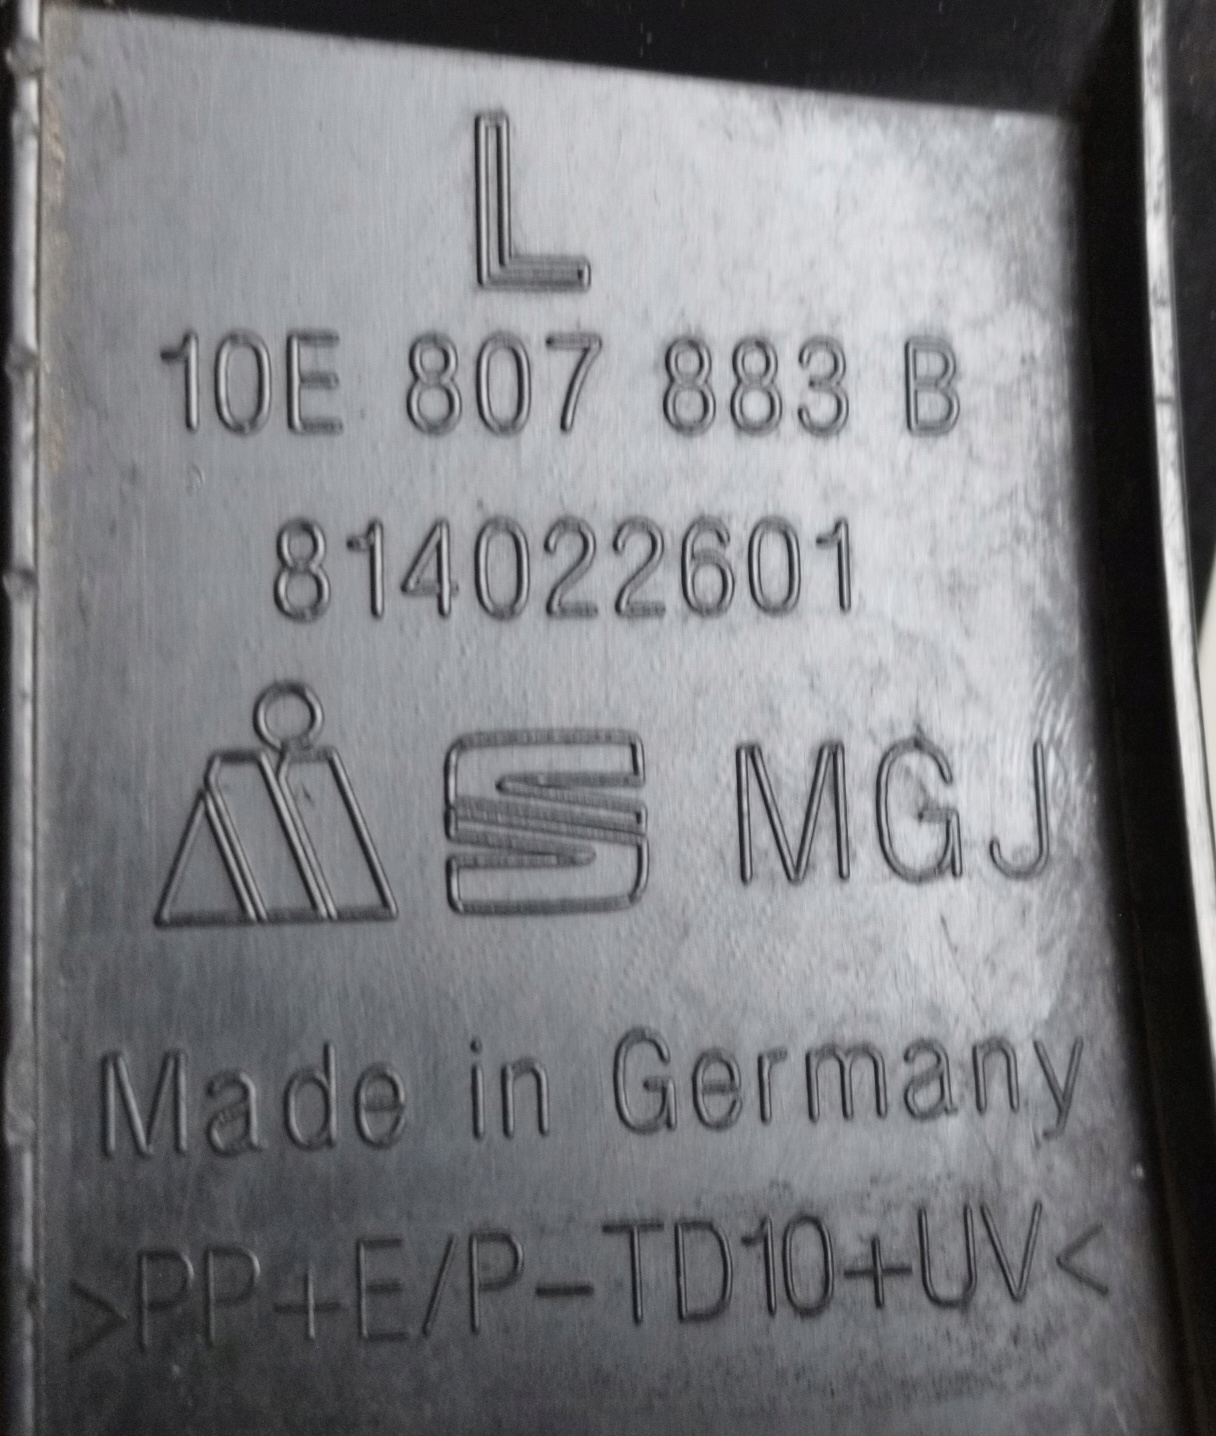 L
10E 807 883 B
814022601
MGJ
Made in Germany
>PP+E/P-TD10+UV<